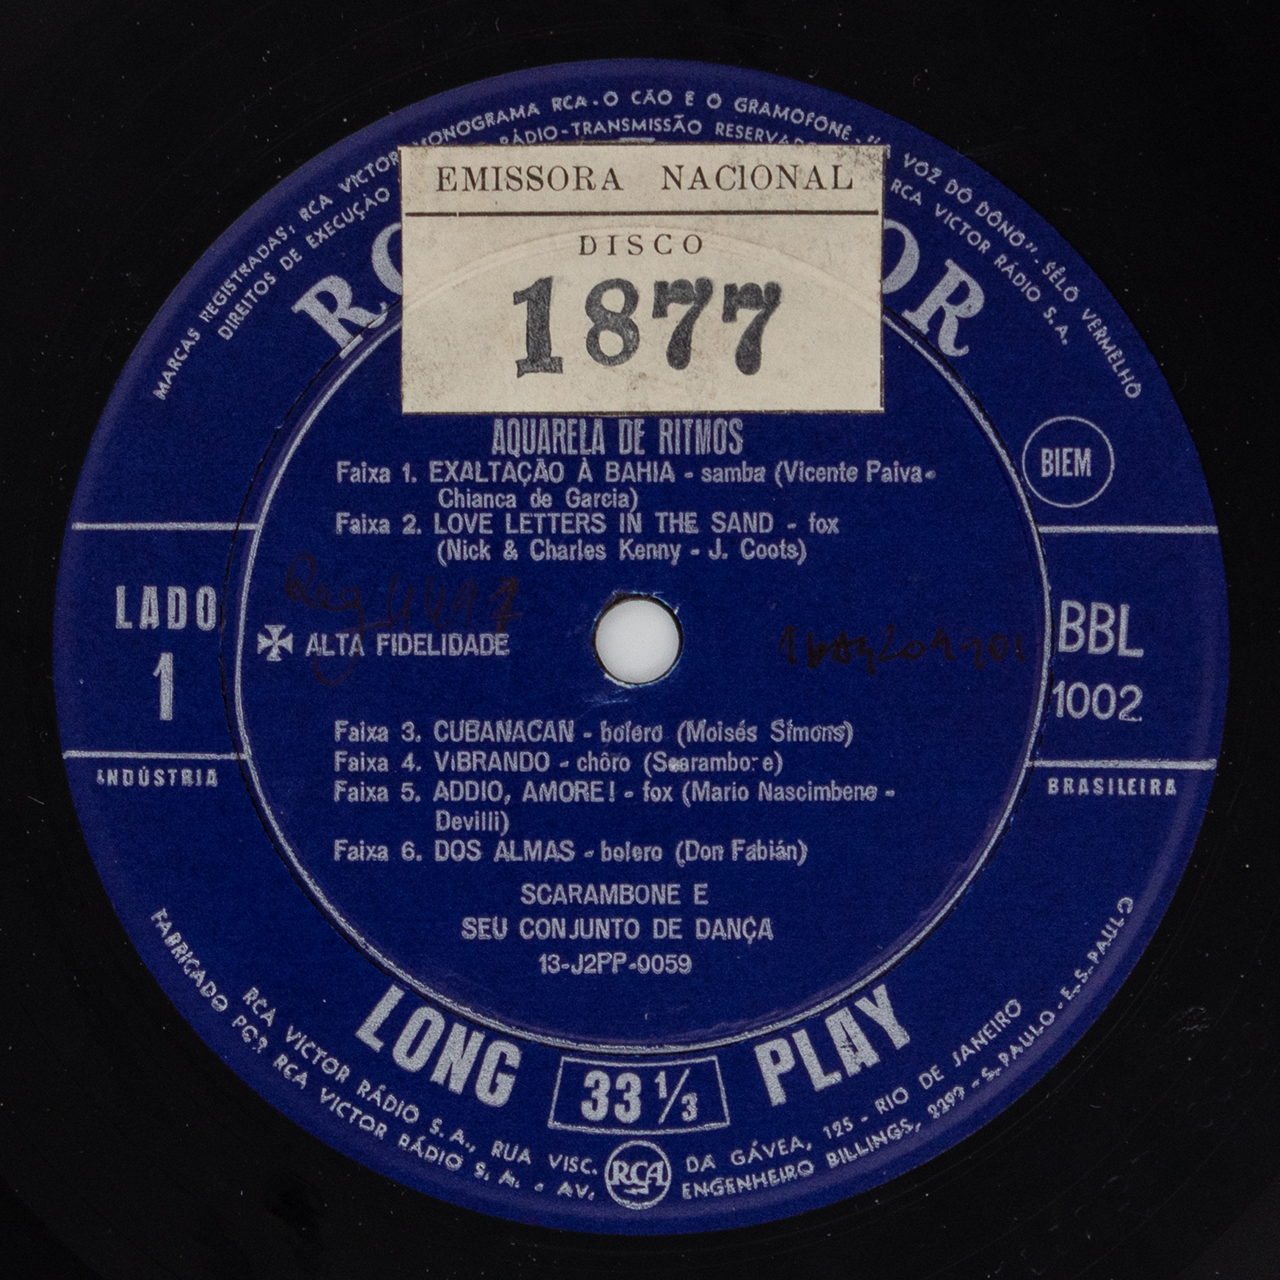 MARCAS REGISTRADAS, RCA VICTOR MONOGRAMA RCA - O CÃO E O GRAMOFONE - " VOZ DO DONO". SÊLO VERMELHO
DIREITOS DE EXECUÇÃO RÁDIO-TRANSMISSÃO RESERVAD RCA VICTOR RÁDIO S.A.
EMISSORA NACIONAL
DISCO
1877
AQUARELA DE RITMOS
Faixa 1. EXALTAÇÃO À BAHIA - samba (Vicente Paiva-
Chianca de Garcia)
Faixa 2. LOVE LETTERS IN THE SAND - fox
(Nick & Charles Kenny - J. Coots)
BIEM
LADO
1
ALTA FIDELIDADE
BBL
1002
INDÚSTRIA
BRASILEIRA
Faixa 3. CUBANACAN - bolero (Moisés Simons)
Faixa 4. VIBRANDO - chôro (Scarambone)
Faixa 5. ADDIO, AMORE! - fox (Mario Nascimbene -
Devilli)
Faixa 6. DOS ALMAS - bolero (Don Fabián)
SCARAMBONE E
SEU CONJUNTO DE DANÇA
13-J2PP-0059
LONG PLAY
33 1/3
RCA VICTOR RÁDIO S.A., RUA VISC. DA GÁVEA, 125 - RIO DE JANEIRO
FABRICADO POR RCA VICTOR RÁDIO S. A. - AV. ENGENHEIRO BILLINGS, - S. PAULO - E.S. PAULO
RCA